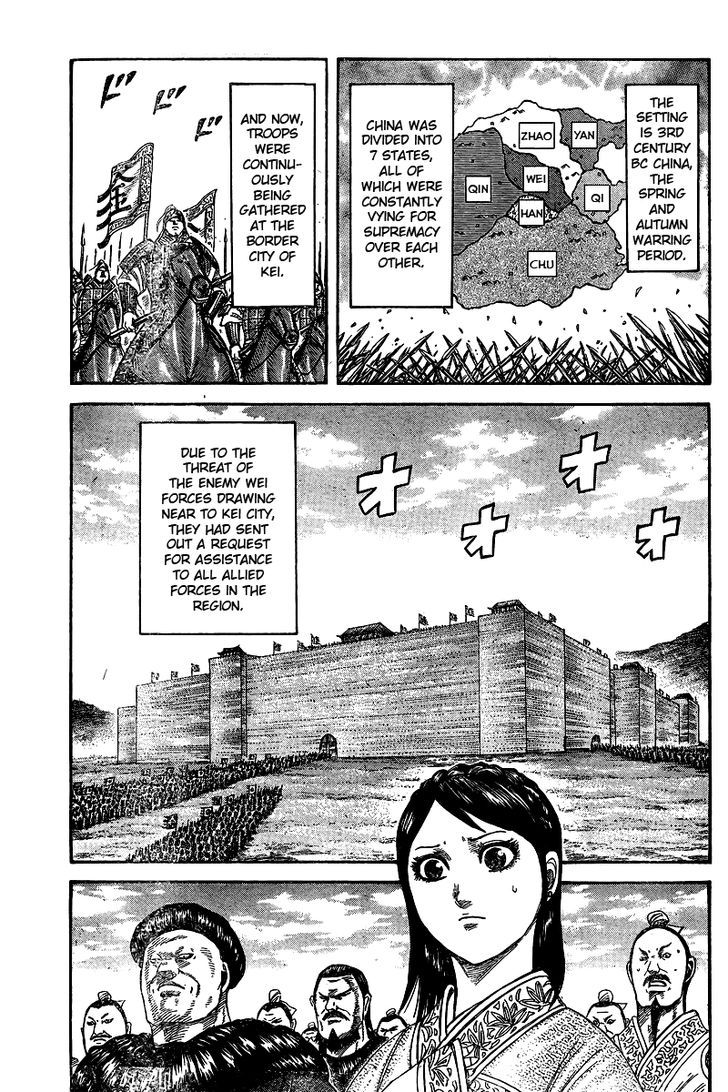 THE
SETTING
IS 3RD
CENTURY
BC CHINA,
THE
SPRING
AND
AUTUMN
WARRING
PERIOD.
ZHAO
YAN
QIN
WEI
QI
HAN
CHU
CHINA WAS
DIVIDED INTO
7 STATES,
ALL OF
WHICH WERE
CONSTANTLY
VYING FOR
SUPREMACY
OVER EACH
OTHER.
AND NOW,
TROOPS
WERE
CONTINU-
OUSLY
BEING
GATHERED
AT THE
BORDER
CITY OF
KEI.
ドド
ドド
ドド
DUE TO THE
THREAT OF
THE ENEMY WEI
FORCES DRAWING
NEAR TO KEI CITY,
THEY HAD SENT
OUT A REQUEST
FOR ASSISTANCE
TO ALL ALLIED
FORCES IN THE
REGION.
オ
オ
オ
オ